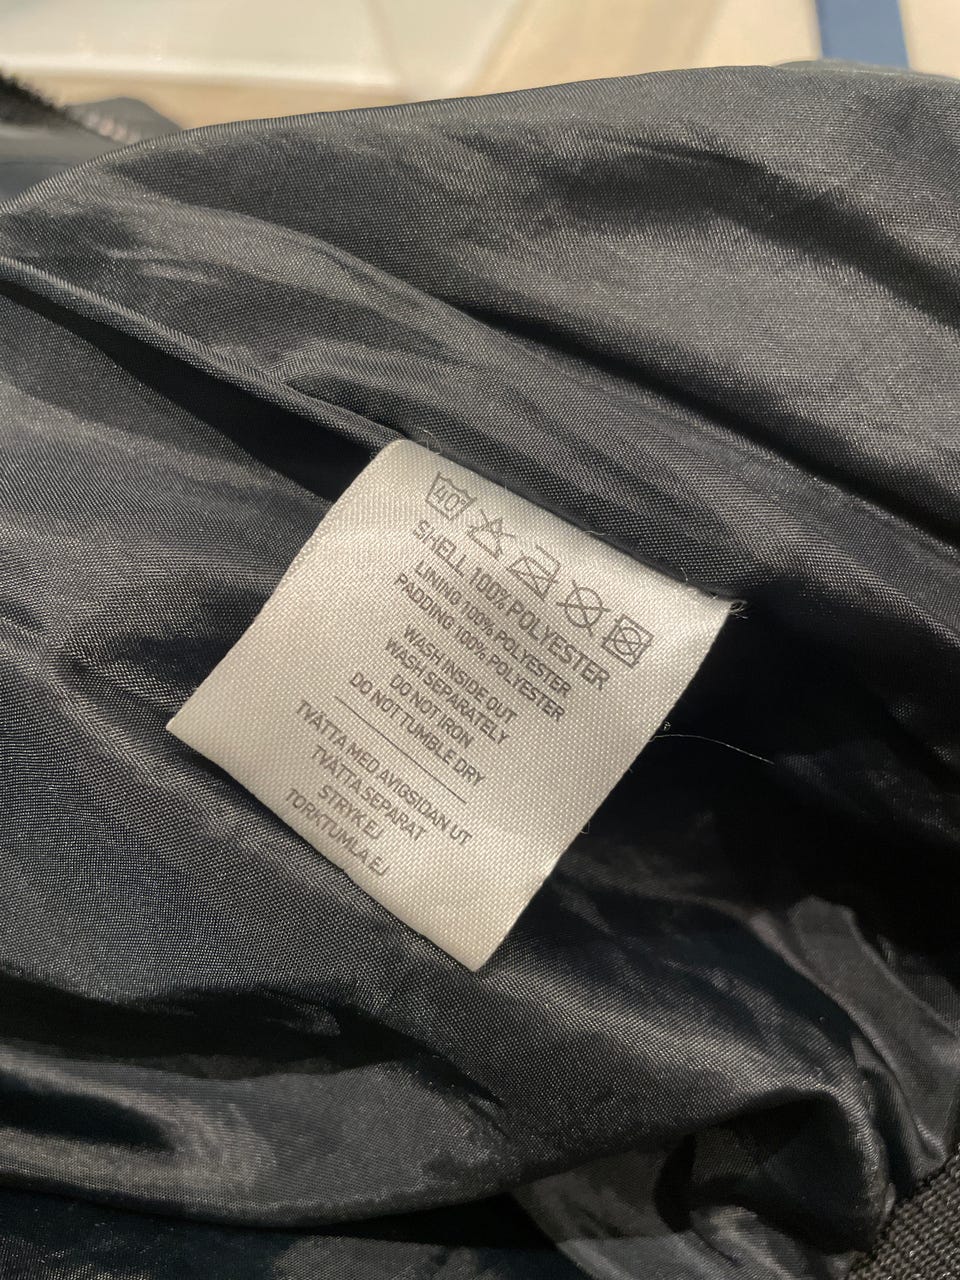 40°
SHELL 100% POLYESTER
LINING 100% POLYESTER
PADDING 100% POLYESTER
WASH INSIDE OUT
WASH SEPARATELY
DO NOT IRON
DO NOT TUMBLE DRY
TVÄTTA MED AVIGSIDAN UT
TVÄTTA SEPARAT
STRYK EJ
TORKTUMLA EJ